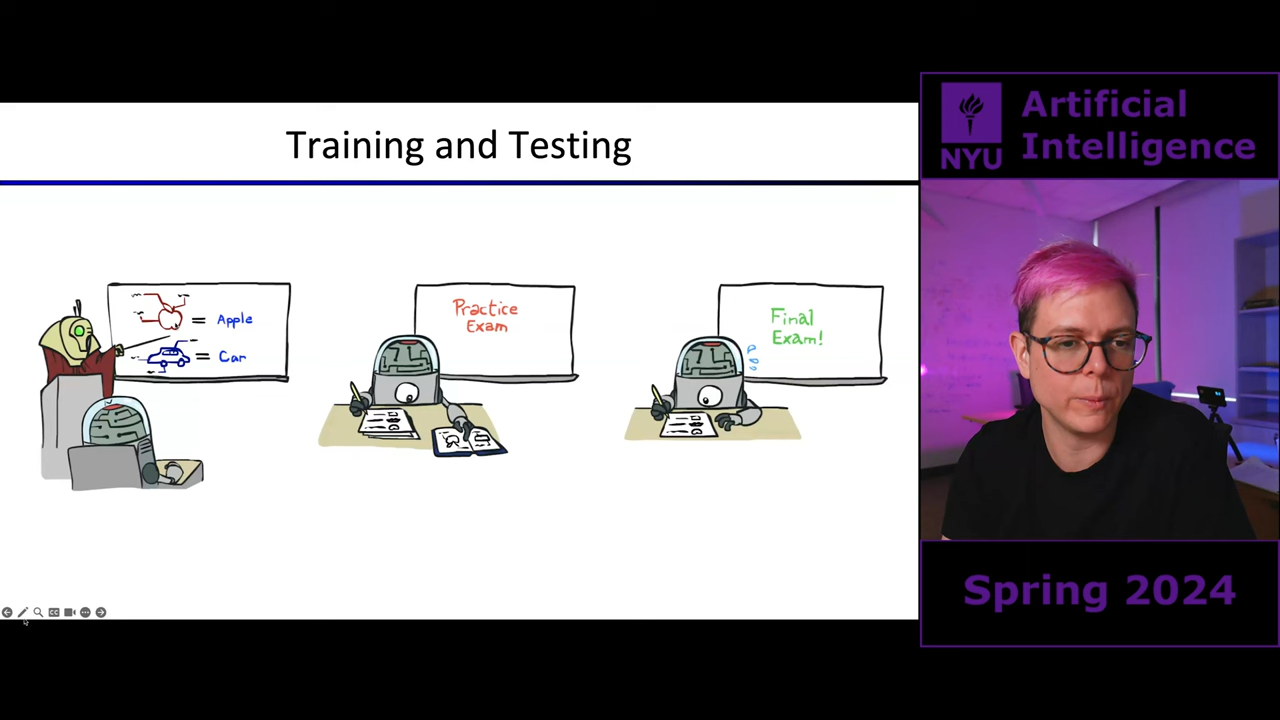 Training and Testing
= Apple
= Car
Practice
Exam
Final
Exam!
NYU
Artificial
Intelligence
Spring 2024